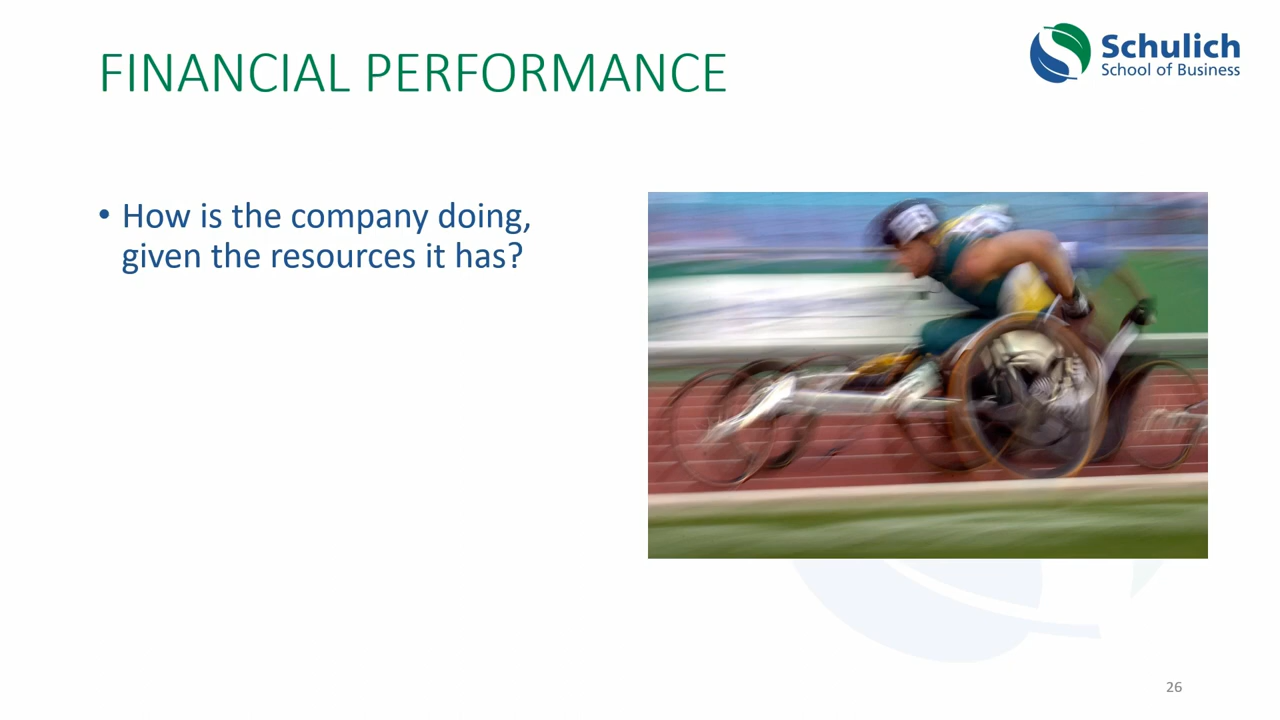 FINANCIAL PERFORMANCE
Schulich
School of Business
• How is the company doing,
given the resources it has?
26